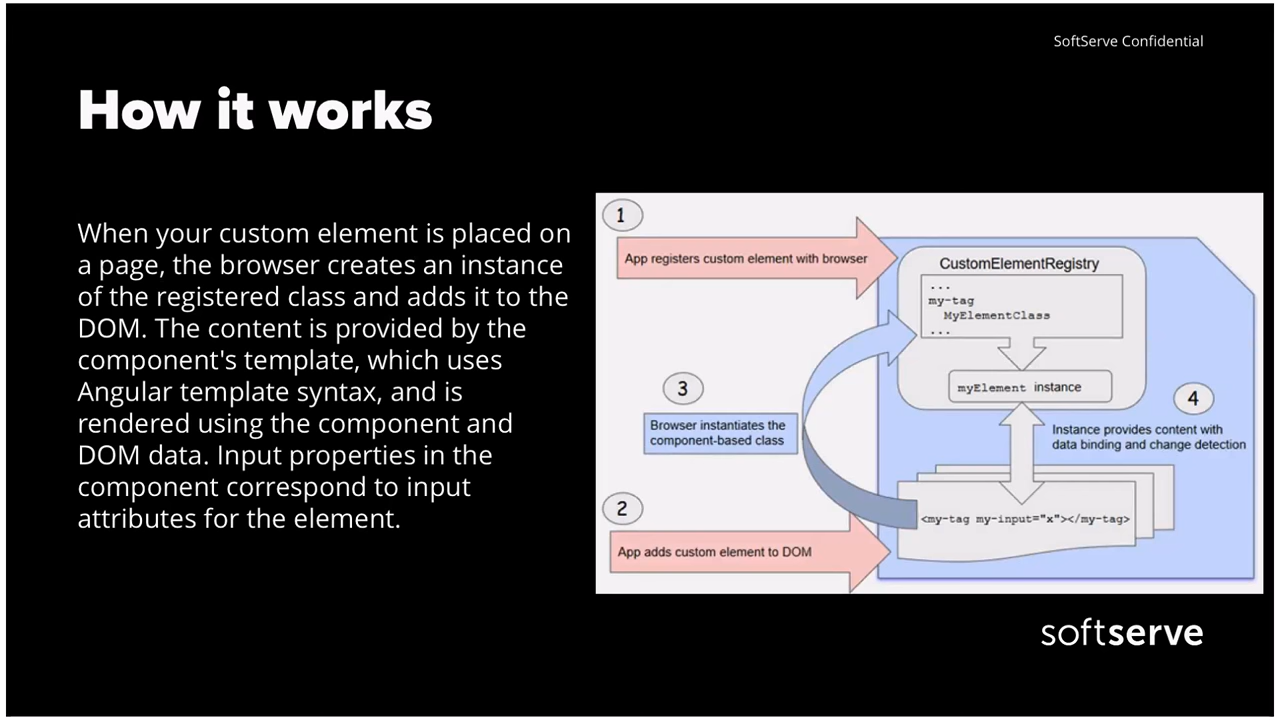 SoftServe Confidential
How it works
When your custom element is placed on
a page, the browser creates an instance
of the registered class and adds it to the
DOM. The content is provided by the
component's template, which uses
Angular template syntax, and is
rendered using the component and
DOM data. Input properties in the
component correspond to input
attributes for the element.
1
App registers custom element with browser
CustomElementRegistry
...
my-tag
MyElementClass
...
myElement instance
3
Browser instantiates the
component-based class
4
Instance provides content with
data binding and change detection
2
App adds custom element to DOM
<my-tag my-input="x"></my-tag>
softserve